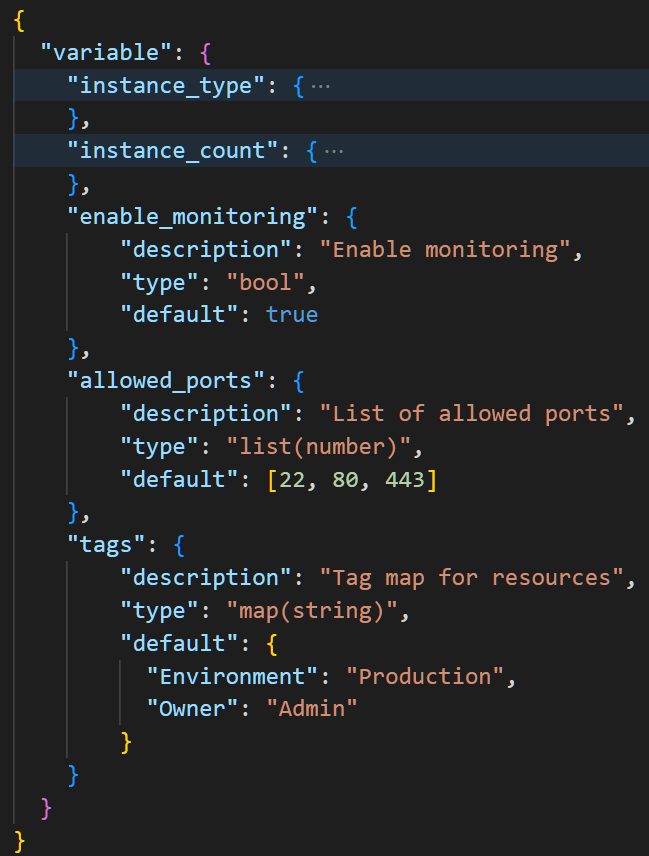 {
  "variable": {
    "instance_type": { ···
    },
    "instance_count": { ···
    },
    "enable_monitoring": {
        "description": "Enable monitoring",
        "type": "bool",
        "default": true
    },
    "allowed_ports": {
        "description": "List of allowed ports",
        "type": "list(number)",
        "default": [22, 80, 443]
    },
    "tags": {
        "description": "Tag map for resources",
        "type": "map(string)",
        "default": {
          "Environment": "Production",
          "Owner": "Admin"
        }
    }
  }
}